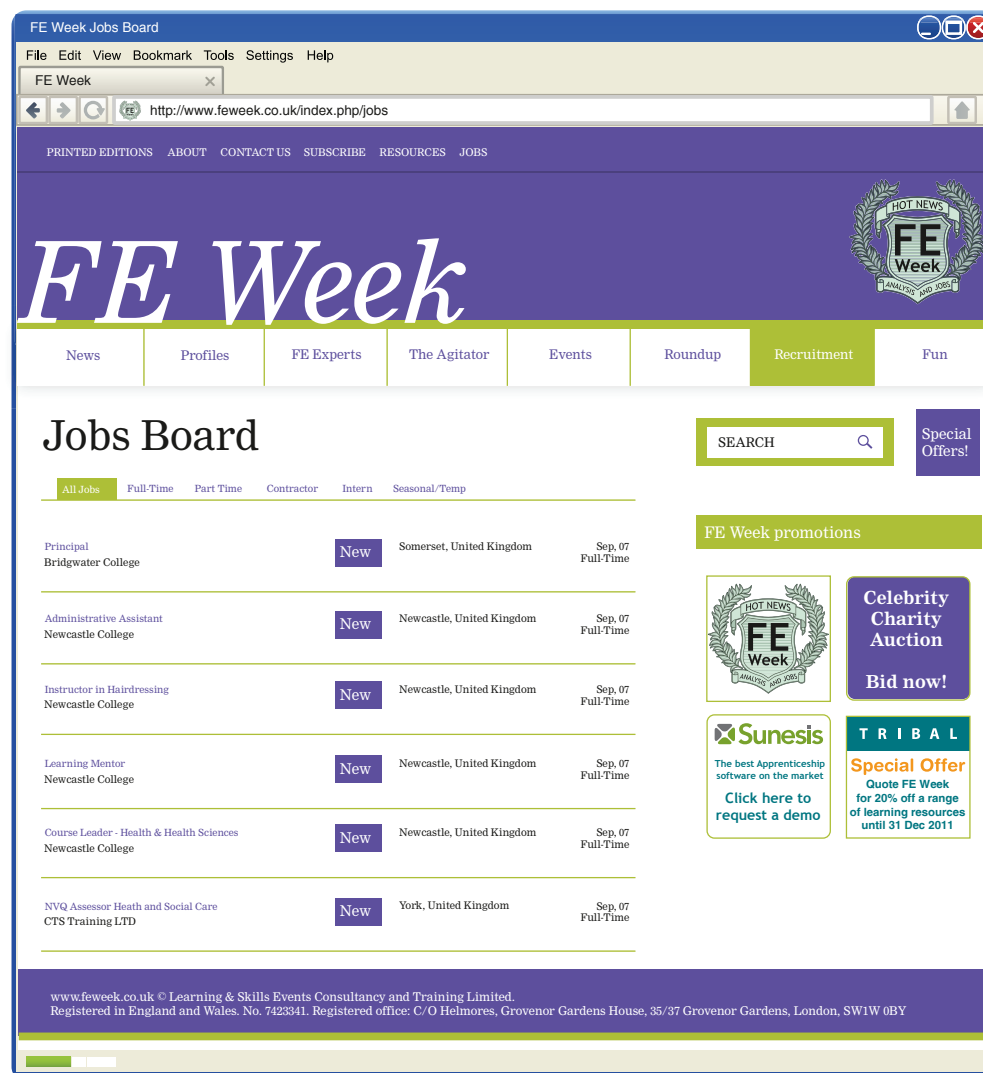 FE Week Jobs Board
File Edit View Bookmark Tools Settings Help
FE Week
http://www.feweek.co.uk/index.php/jobs
PRINTED EDITIONS ABOUT CONTACT US SUBSCRIBE RESOURCES JOBS
FE Week
HOT NEWS
FE
Week
ANALYSIS AND JOBS
News Profiles FE Experts The Agitator Events Roundup Recruitment Fun
Jobs Board
SEARCH
Special
Offers!
All Jobs Full-Time Part Time Contractor Intern Seasonal/Temp
Principal
Bridgwater College
New
Somerset, United Kingdom
Sep, 07
Full-Time
Administrative Assistant
Newcastle College
New
Newcastle, United Kingdom
Sep, 07
Full-Time
Instructor in Hairdressing
Newcastle College
New
Newcastle, United Kingdom
Sep, 07
Full-Time
Learning Mentor
Newcastle College
New
Newcastle, United Kingdom
Sep, 07
Full-Time
Course Leader - Health & Health Sciences
Newcastle College
New
Newcastle, United Kingdom
Sep, 07
Full-Time
NVQ Assessor Heath and Social Care
CTS Training LTD
New
York, United Kingdom
Sep, 07
Full-Time
FE Week promotions
HOT NEWS
FE
Week
ANALYSIS AND JOBS
Celebrity
Charity
Auction
Bid now!
Sunesis
The best Apprenticeship
software on the market
Click here to
request a demo
TRIBAL
Special Offer
Quote FE Week
for 20% off a range
of learning resources
until 31 Dec 2011
www.feweek.co.uk © Learning & Skills Events Consultancy and Training Limited.
Registered in England and Wales. No. 7423341. Registered office: C/O Helmores, Grovenor Gardens House, 35/37 Grovenor Gardens, London, SW1W 0BY